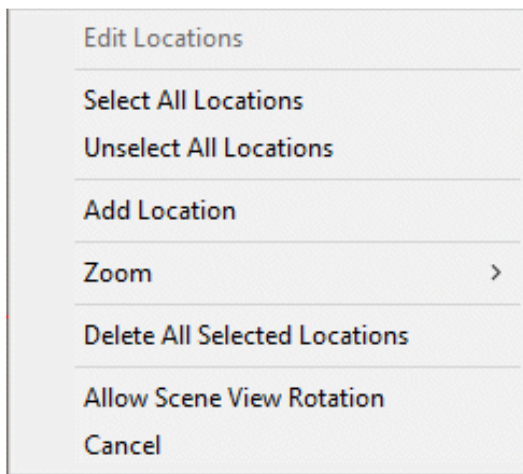 Edit Locations
Select All Locations
Unselect All Locations
Add Location
Zoom >
Delete All Selected Locations
Allow Scene View Rotation
Cancel